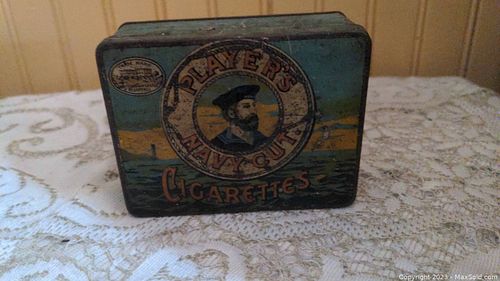 PLAYER'S
NAVY CUT
CIGARETTES
Copyright 2023 - MaxSold.com